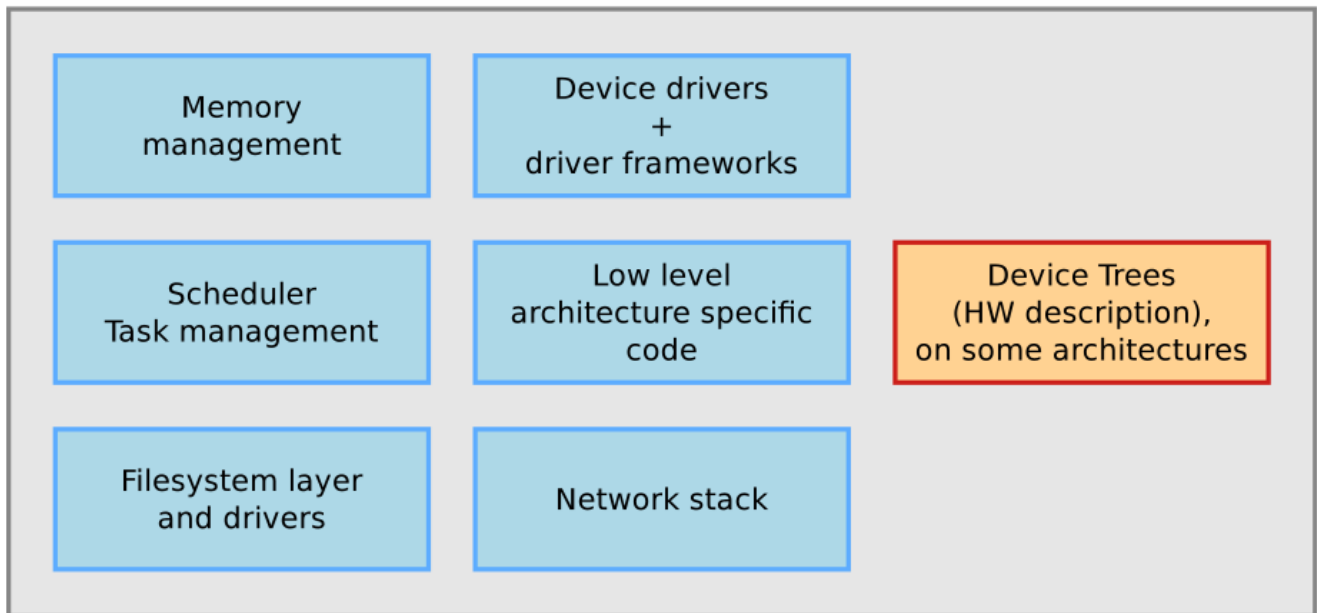 Memory
management
Device drivers
+
driver frameworks
Scheduler
Task management
Low level
architecture specific
code
Device Trees
(HW description),
on some architectures
Filesystem layer
and drivers
Network stack